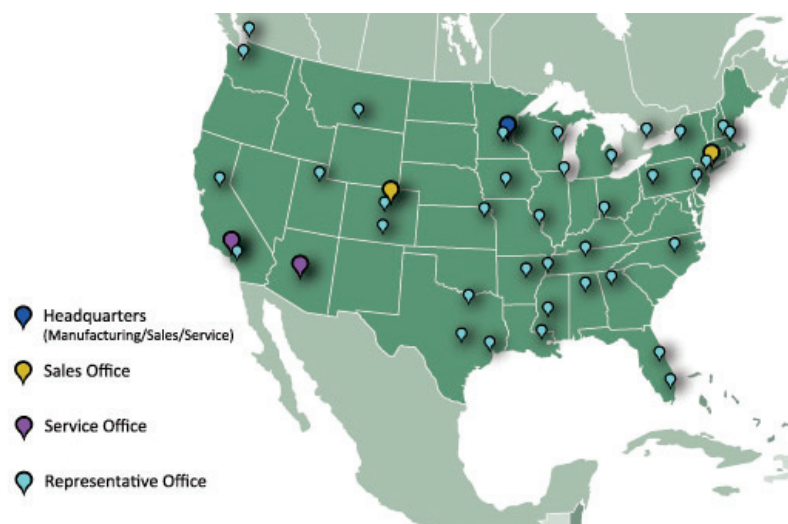 Headquarters
(Manufacturing/Sales/Service)
Sales Office
Service Office
Representative Office